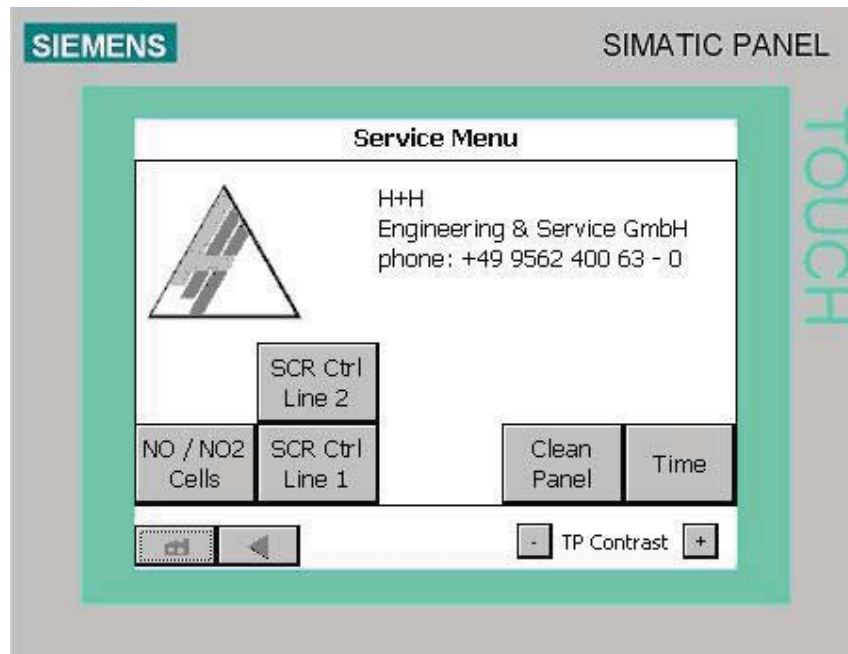 SIEMENS
SIMATIC PANEL
TOUCH
Service Menu
H+H
Engineering & Service GmbH
phone: +49 9562 400 63 - 0
SCR Ctrl
Line 2
NO / NO2
Cells
SCR Ctrl
Line 1
Clean
Panel
Time
- TP Contrast +